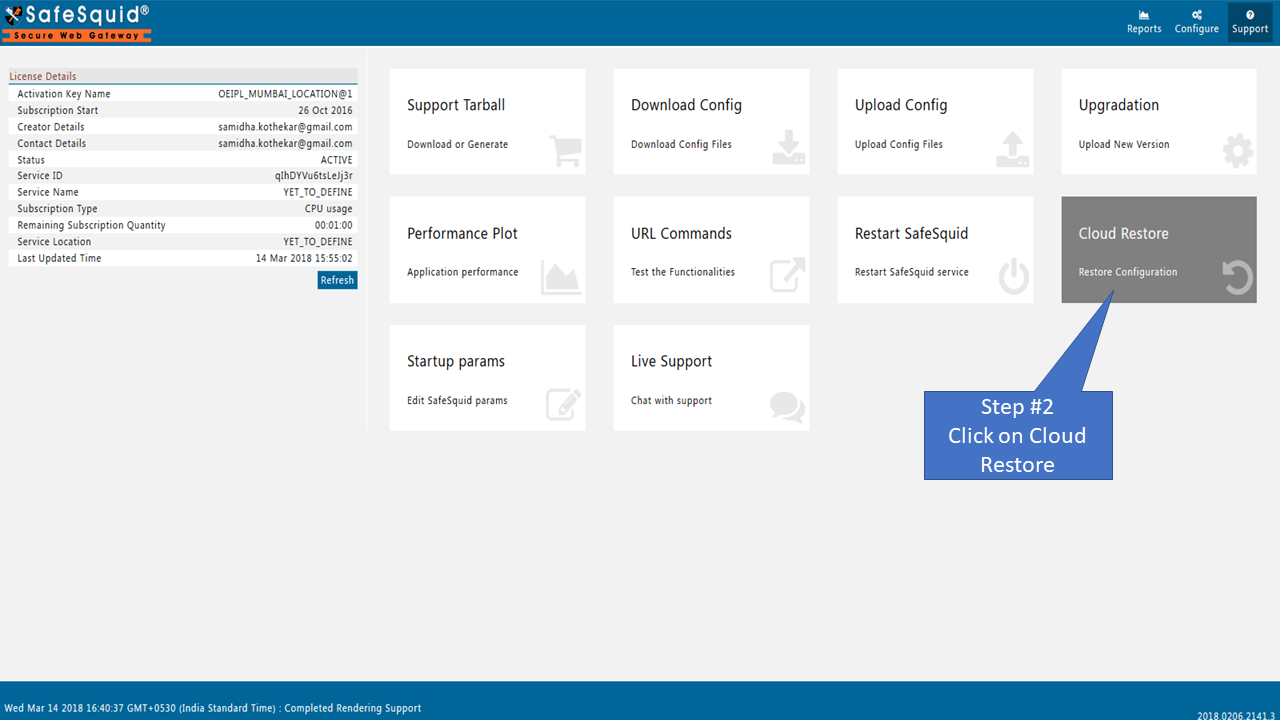 SafeSquid®
Secure Web Gateway
Reports
Configure
Support
License Details
Activation Key Name OEIPL_MUMBAI_LOCATION@1
Subscription Start 26 Oct 2016
Creator Details samidha.kothekar@gmail.com
Contact Details samidha.kothekar@gmail.com
Status ACTIVE
Service ID qIhDYVu6tsLeJj3r
Service Name YET_TO_DEFINE
Subscription Type CPU usage
Remaining Subscription Quantity 00:01:00
Service Location YET_TO_DEFINE
Last Updated Time 14 Mar 2018 15:55:02
Refresh
Support Tarball
Download or Generate
Download Config
Download Config Files
Upload Config
Upload Config Files
Upgradation
Upload New Version
Performance Plot
Application performance
URL Commands
Test the Functionalities
Restart SafeSquid
Restart SafeSquid service
Cloud Restore
Restore Configuration
Startup params
Edit SafeSquid params
Live Support
Chat with support
Step #2
Click on Cloud
Restore
Wed Mar 14 2018 16:40:37 GMT+0530 (India Standard Time) : Completed Rendering Support
2018.0206.2141.3